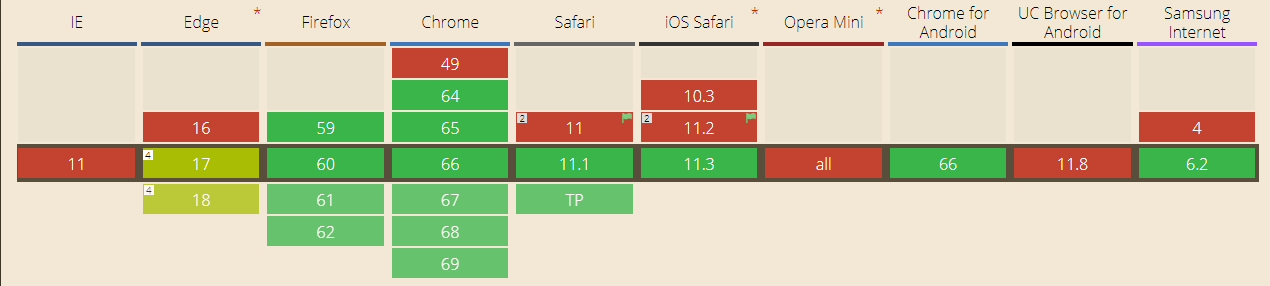 IE Edge * Firefox Chrome Safari iOS Safari * Opera Mini * Chrome for Android UC Browser for Android Samsung Internet
49
64 10.3
16 59 65 2 11 2 11.2 4
11 4 17 60 66 11.1 11.3 all 66 11.8 6.2
4 18 61 67 TP
62 68
69